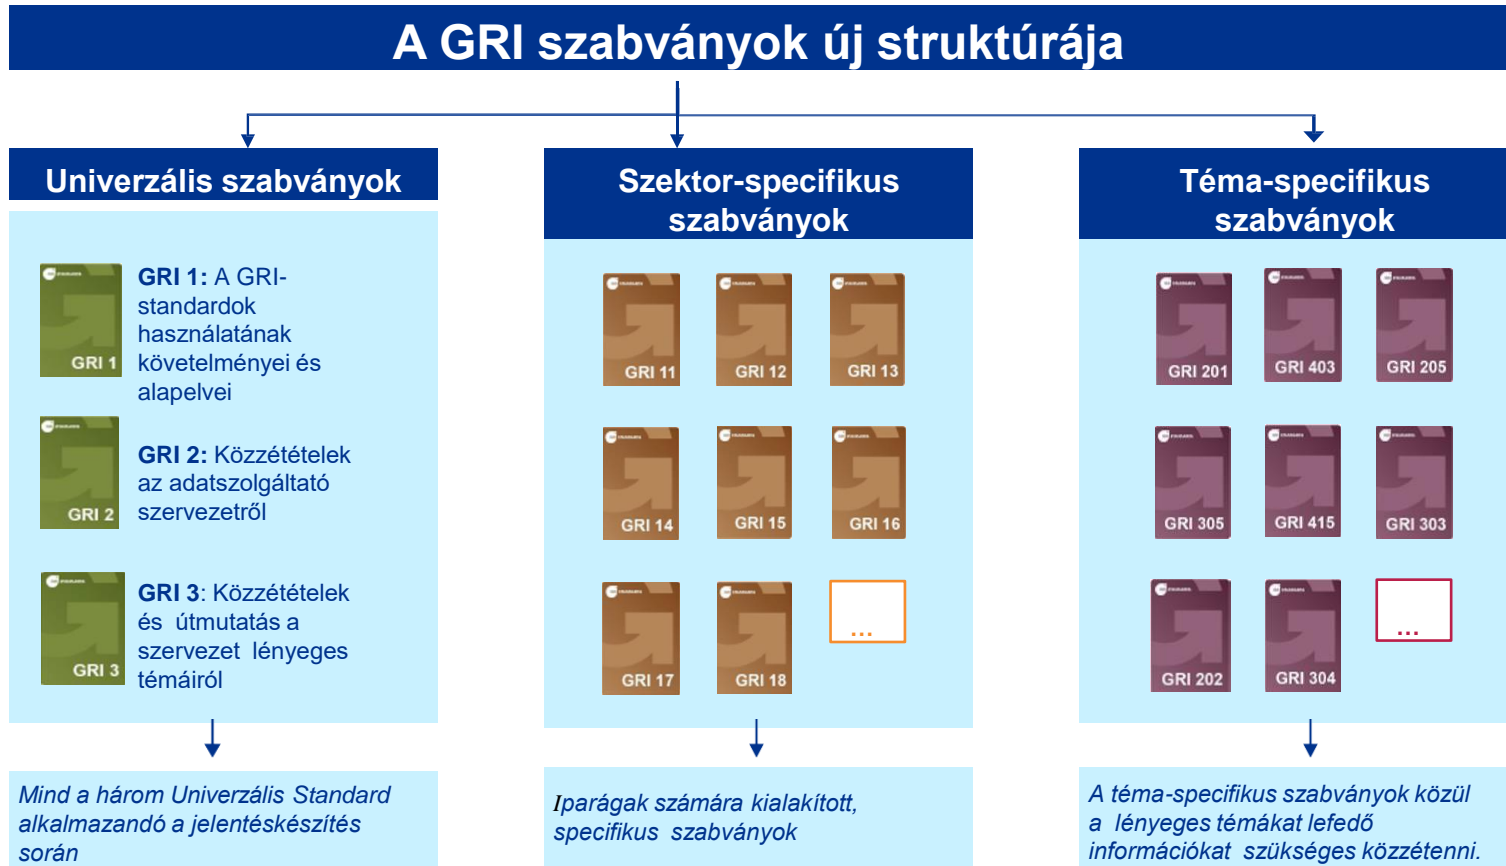 A GRI szabványok új struktúrája
Univerzális szabványok
GRI 1: A GRI-
standardok
használatának
követelményei és
alapelvei
GRI 1
GRI 2: Közzétételek
az adatszolgáltató
szervezetről
GRI 2
GRI 3: Közzétételek
és útmutatás a
szervezet lényeges
témáiról
GRI 3
Mind a három Univerzális Standard
alkalmazandó a jelentéskészítés
során
Szektor-specifikus
szabványok
GRI 11
GRI 12
GRI 13
GRI 14
GRI 15
GRI 16
GRI 17
GRI 18
...
Iparágak számára kialakított,
specifikus szabványok
Téma-specifikus
szabványok
GRI 201
GRI 403
GRI 205
GRI 305
GRI 415
GRI 303
GRI 202
GRI 304
...
A téma-specifikus szabványok közül
a lényeges témákat lefedő
információkat szükséges közzétenni.